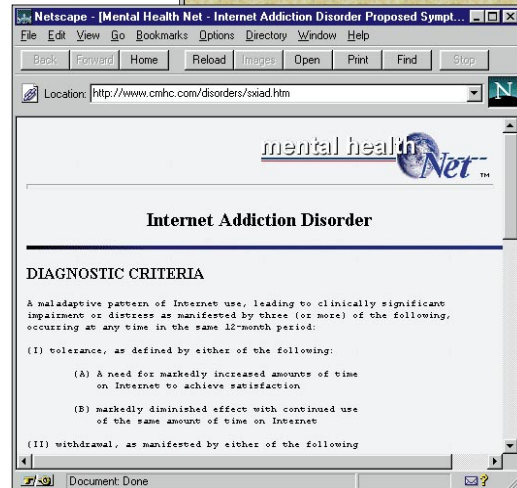 Netscape - [Mental Health Net - Internet Addiction Disorder Proposed Sympt...
File Edit View Go Bookmarks Options Directory Window Help
Back Forward Home Reload Images Open Print Find Stop
Location: http://www.cmhc.com/disorders/sxiad.htm
N
mental health
Net™
Internet Addiction Disorder
DIAGNOSTIC CRITERIA
A maladaptive pattern of Internet use, leading to clinically significant
impairment or distress as manifested by three (or more) of the following,
occurring at any time in the same 12-month period:
(I) tolerance, as defined by either of the following:
(A) A need for markedly increased amounts of time
on Internet to achieve satisfaction
(B) markedly diminished effect with continued use
of the same amount of time on Internet
(II) withdrawal, as manifested by either of the following
Document: Done